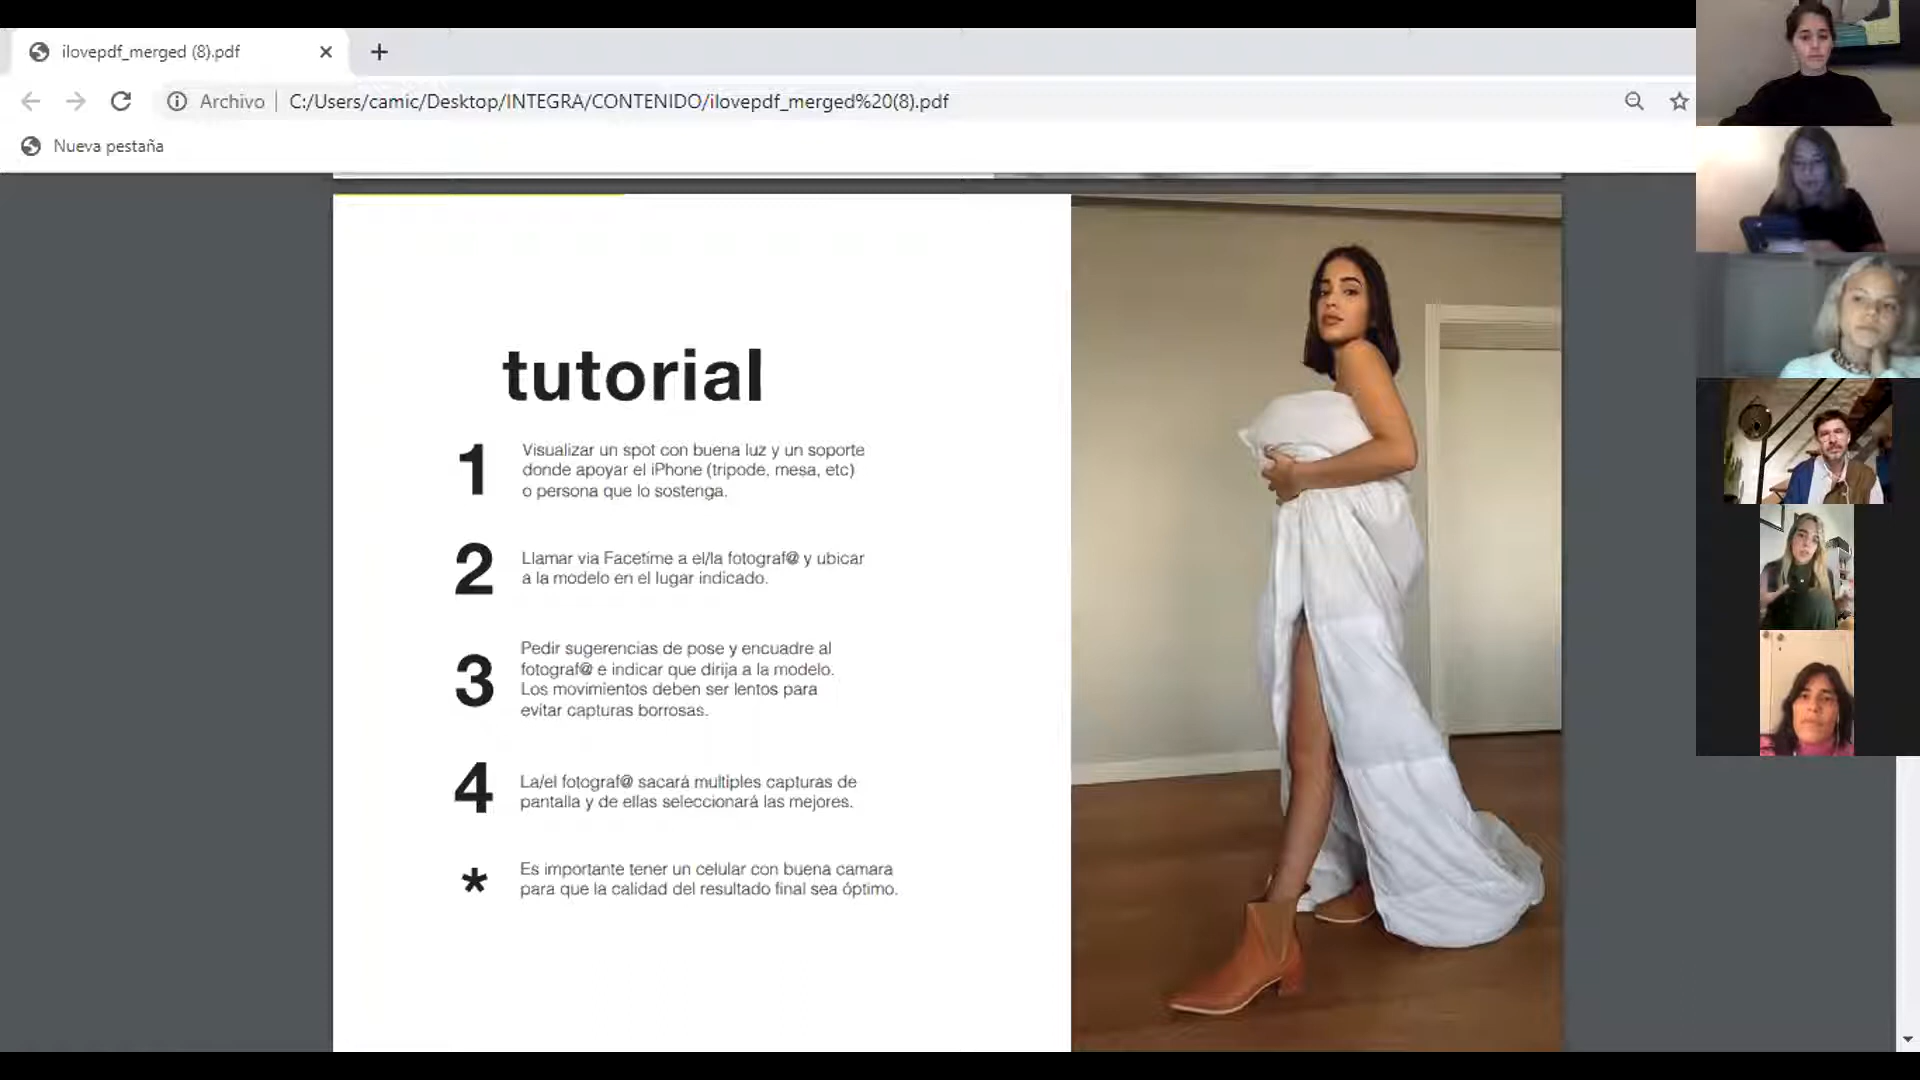 ilovepdf_merged (8).pdf
Archivo
C:/Users/camic/Desktop/INTEGRA/CONTENIDO/ilovepdf_merged%20(8).pdf
Nueva pestaña
tutorial
1
Visualizar un spot con buena luz y un soporte
donde apoyar el iPhone (tripode, mesa, etc)
o persona que lo sostenga.
2
Llamar via Facetime a el/la fotograf@ y ubicar
a la modelo en el lugar indicado.
3
Pedir sugerencias de pose y encuadre al
fotograf@ e indicar que dirija a la modelo.
Los movimientos deben ser lentos para
evitar capturas borrosas.
4
La/el fotograf@ sacará multiples capturas de
pantalla y de ellas seleccionará las mejores.
*
Es importante tener un celular con buena camara
para que la calidad del resultado final sea óptimo.